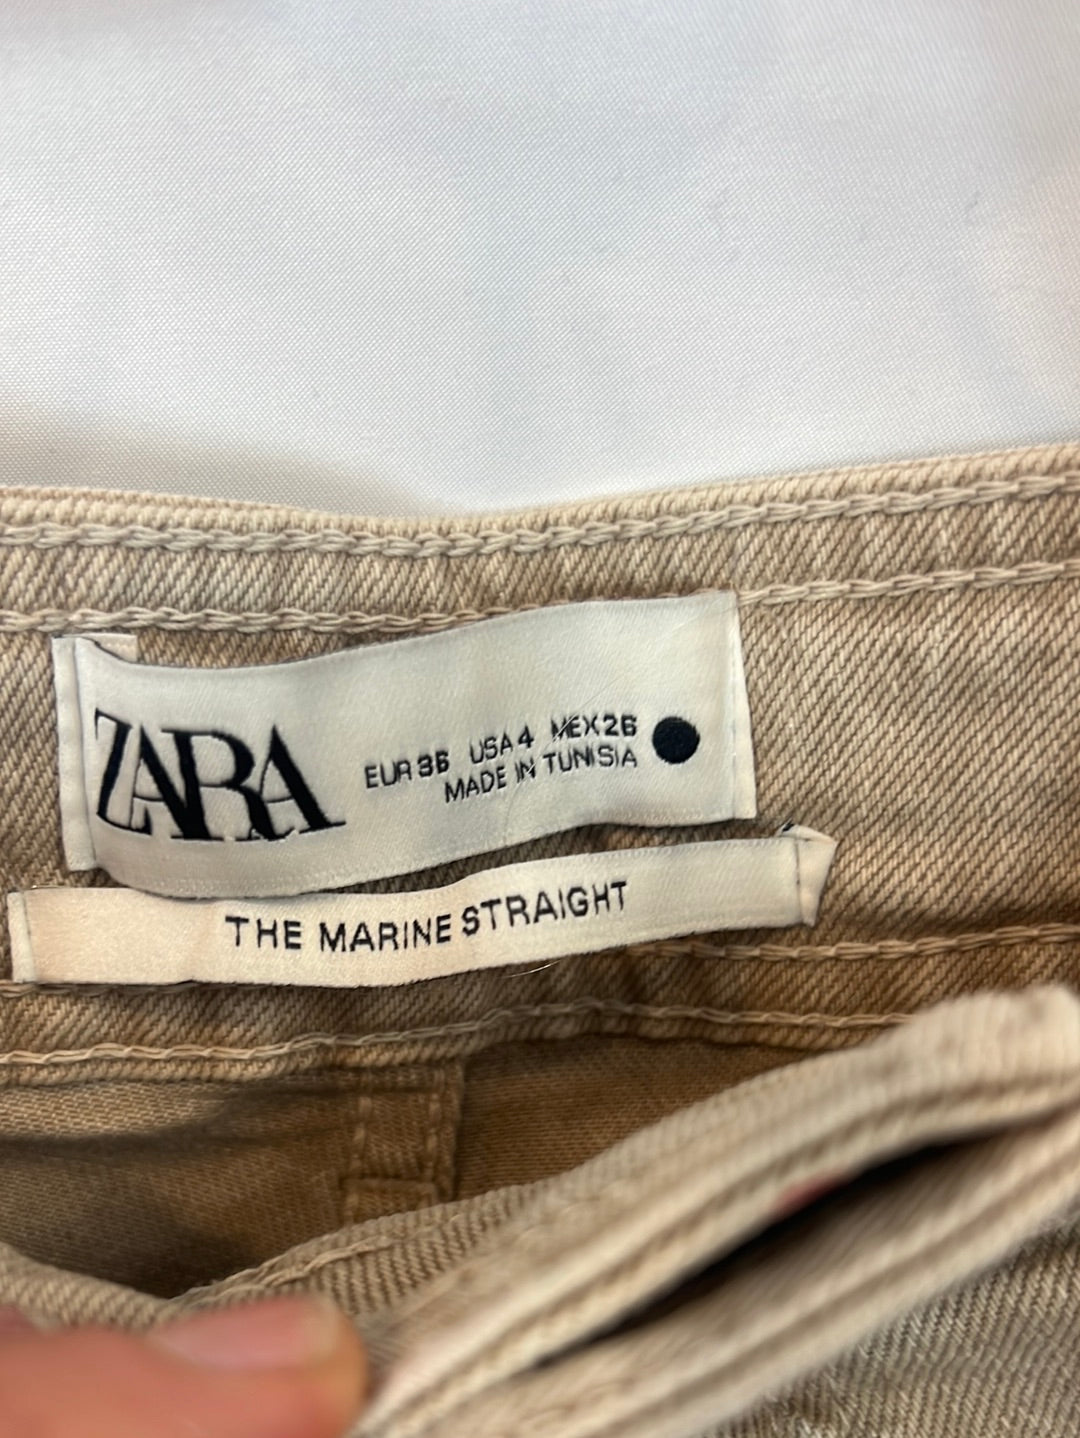 ZARA
EUR 36 USA 4 MEX 26
MADE IN TUNISIA
THE MARINE STRAIGHT